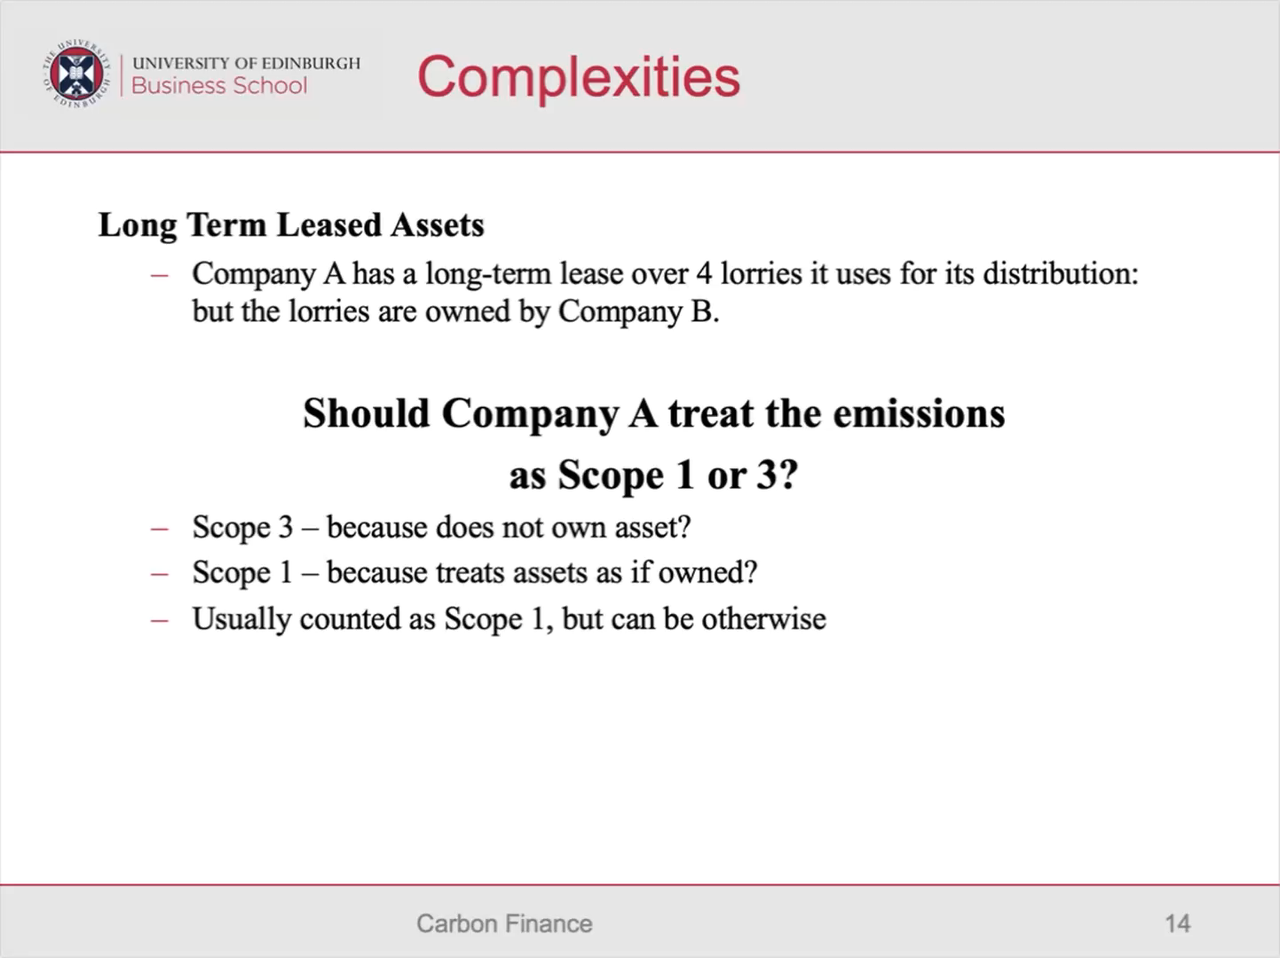 THE UNIVERSITY OF EDINBURGH
UNIVERSITY OF EDINBURGH
Business School
Complexities
Long Term Leased Assets
– Company A has a long-term lease over 4 lorries it uses for its distribution:
but the lorries are owned by Company B.
Should Company A treat the emissions
as Scope 1 or 3?
– Scope 3 – because does not own asset?
– Scope 1 – because treats assets as if owned?
– Usually counted as Scope 1, but can be otherwise
Carbon Finance
14